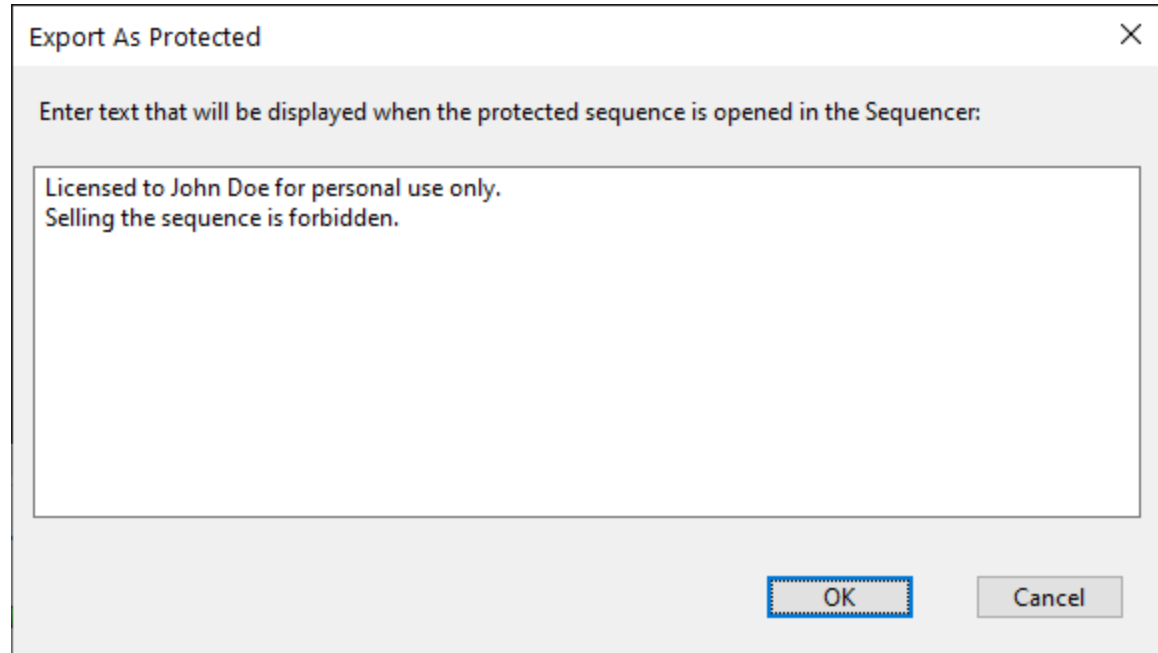 Export As Protected
Enter text that will be displayed when the protected sequence is opened in the Sequencer:
Licensed to John Doe for personal use only.
Selling the sequence is forbidden.
OK
Cancel